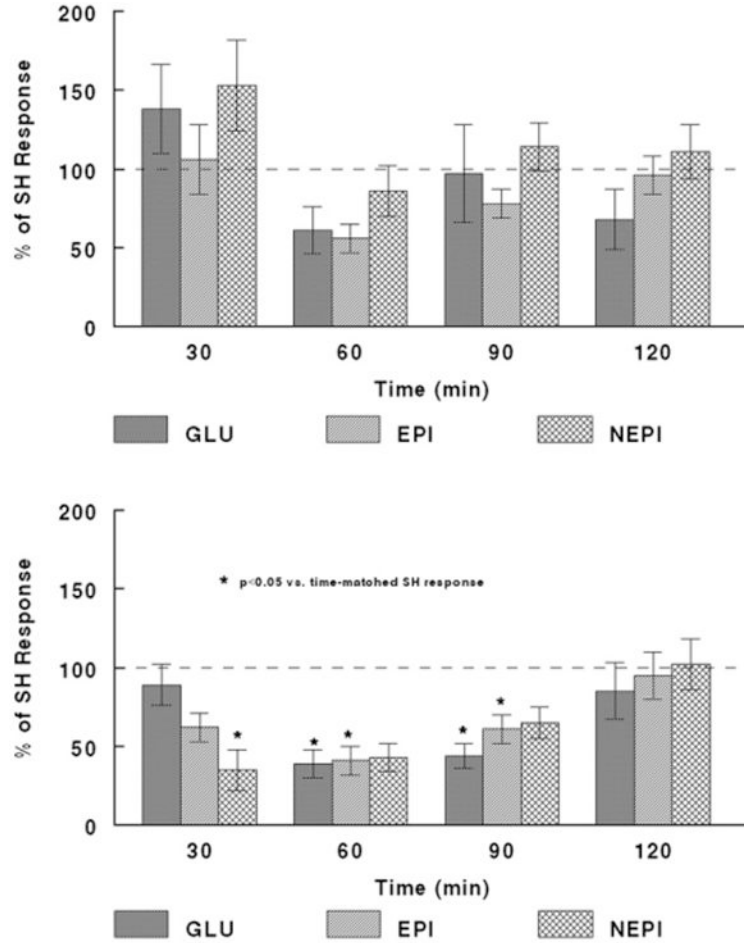 200
150
100
50
0
% of SH Response
30 60 90 120
Time (min)
GLU EPI NEPI
200
150
100
50
0
% of SH Response
* p<0.05 vs. time-matched SH response
*
* *
* *
30 60 90 120
Time (min)
GLU EPI NEPI